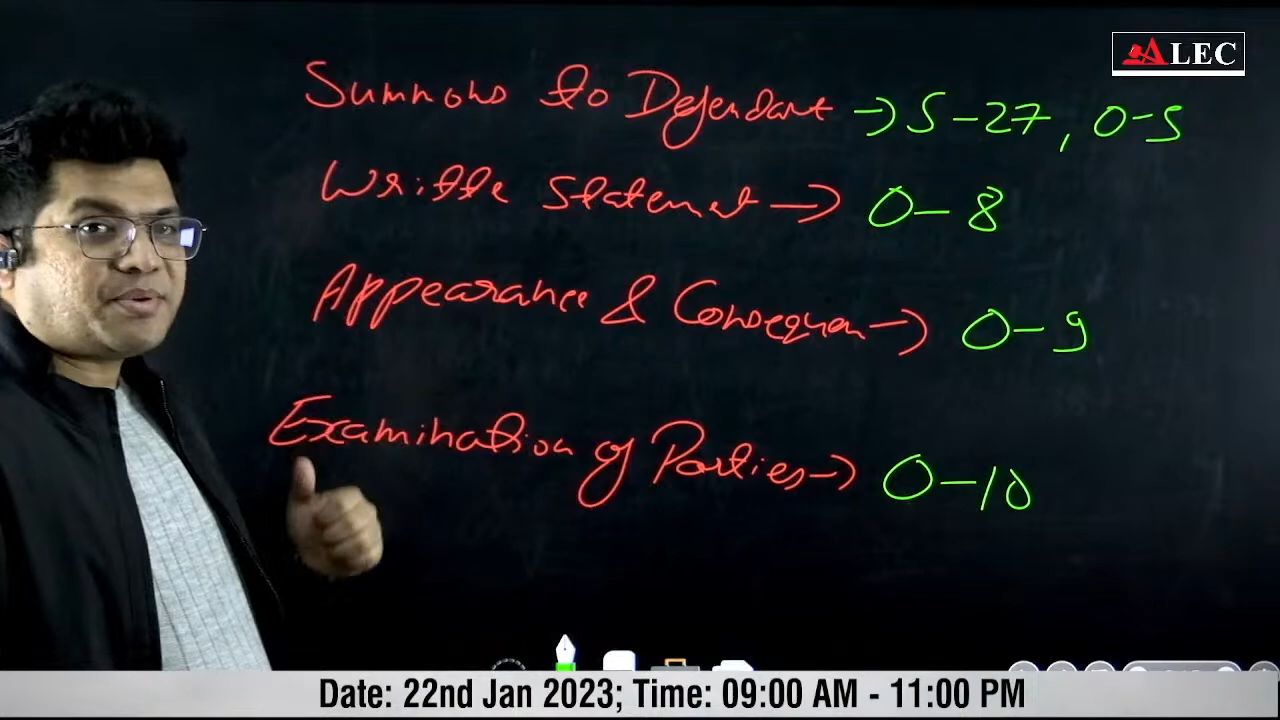 ALEC
Summons to Defendant → S-27, O-5
Writte Statement → O-8
Appearance & Consequen → O-9
Examination of Parties → O-10
Date: 22nd Jan 2023; Time: 09:00 AM - 11:00 PM